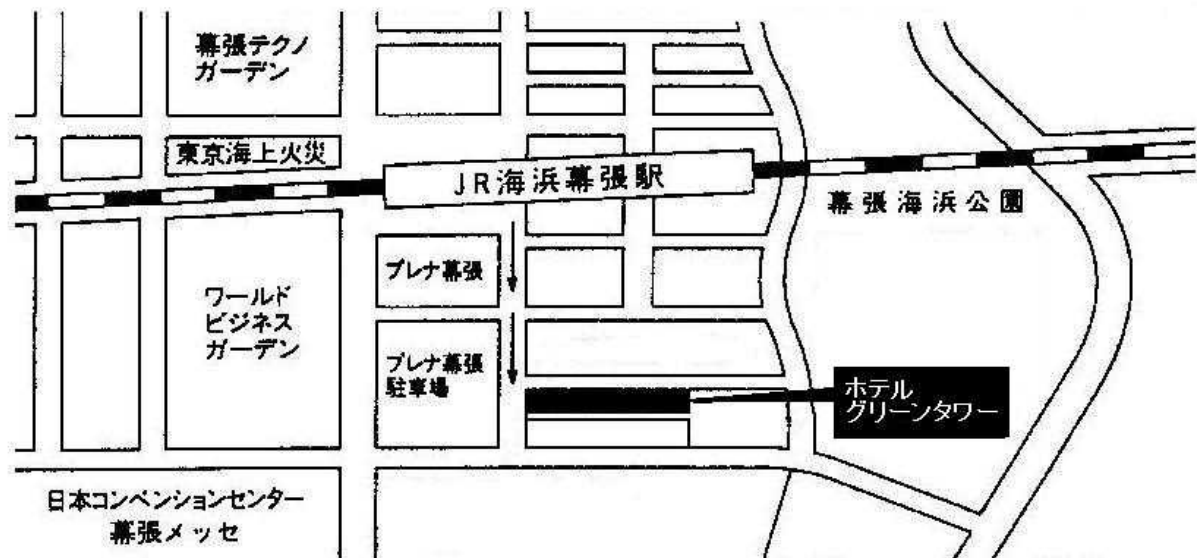 幕張テクノ
ガーデン
東京海上火災
JR海浜幕張駅
幕張海浜公園
プレナ幕張
ワールド
ビジネス
ガーデン
プレナ幕張
駐車場
ホテル
グリーンタワー
日本コンベンションセンター
幕張メッセ